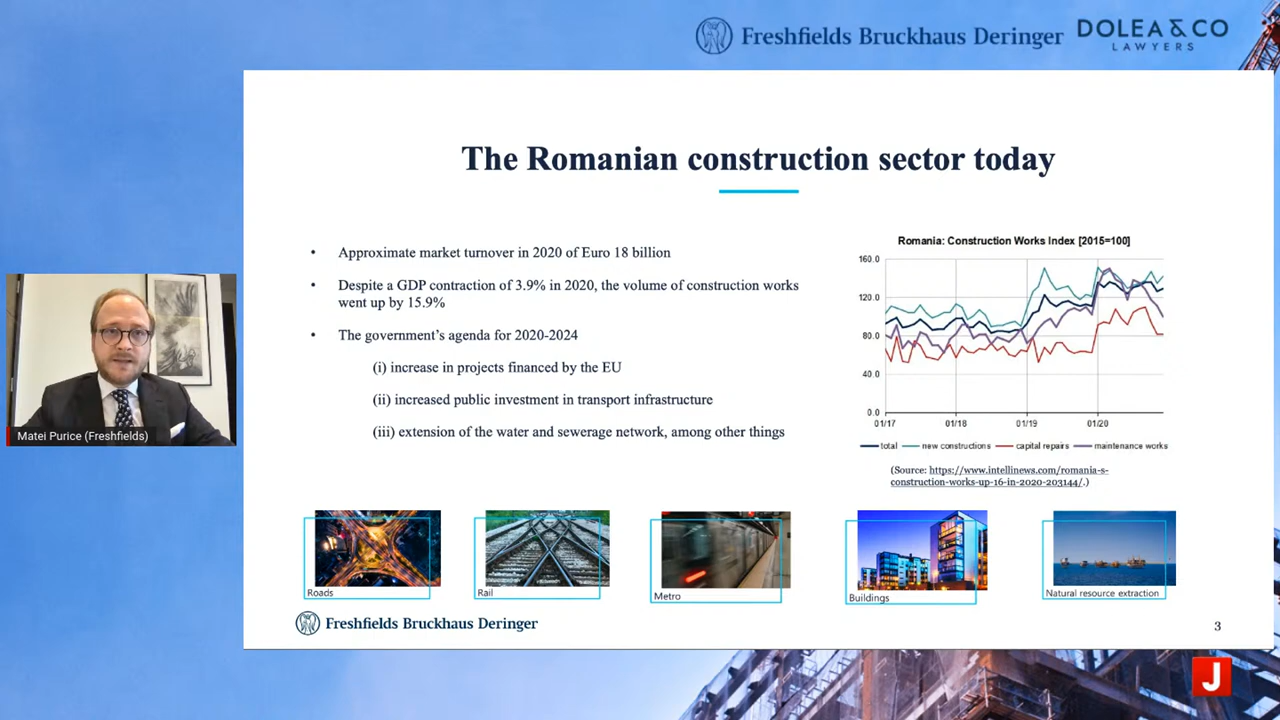 Freshfields Bruckhaus Deringer
DOLEA & CO
LAWYERS
The Romanian construction sector today
• Approximate market turnover in 2020 of Euro 18 billion
• Despite a GDP contraction of 3.9% in 2020, the volume of construction works
went up by 15.9%
• The government’s agenda for 2020-2024
(i) increase in projects financed by the EU
(ii) increased public investment in transport infrastructure
(iii) extension of the water and sewerage network, among other things
Romania: Construction Works Index [2015=100]
160.0
120.0
80.0
40.0
0.0
01/17 01/18 01/19 01/20
total new constructions capital repairs maintenance works
(Source: https://www.intellinews.com/romania-s-
construction-works-up-16-in-2020-203144/.)
Matei Purice (Freshfields)
Roads
Rail
Metro
Buildings
Natural resource extraction
Freshfields Bruckhaus Deringer
3
J